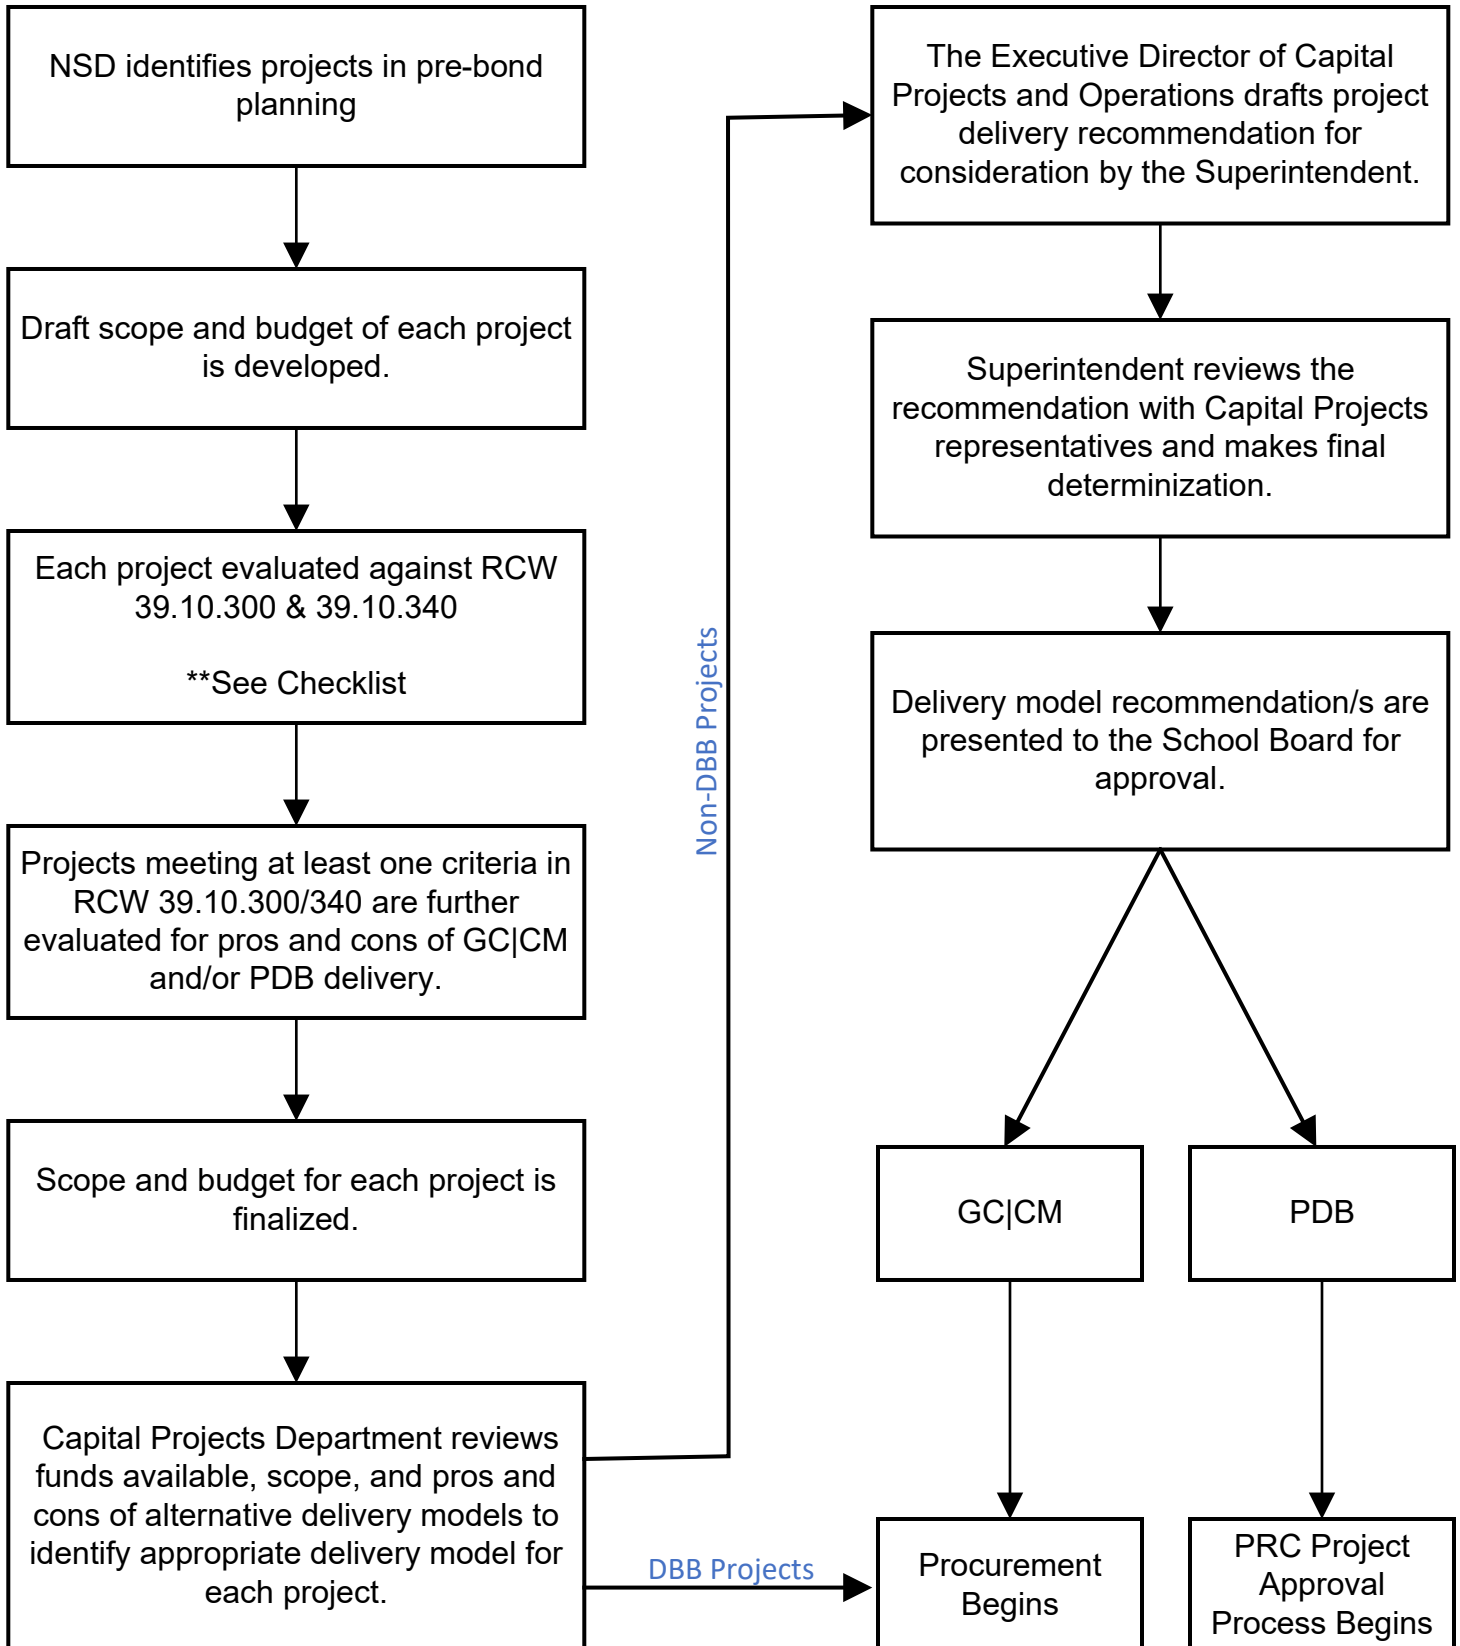 NSD identifies projects in pre-bond
planning
Draft scope and budget of each project
is developed.
Each project evaluated against RCW
39.10.300 & 39.10.340
**See Checklist
Projects meeting at least one criteria in
RCW 39.10.300/340 are further
evaluated for pros and cons of GC|CM
and/or PDB delivery.
Scope and budget for each project is
finalized.
Capital Projects Department reviews
funds available, scope, and pros and
cons of alternative delivery models to
identify appropriate delivery model for
each project.
Non-DBB Projects
DBB Projects
The Executive Director of Capital
Projects and Operations drafts project
delivery recommendation for
consideration by the Superintendent.
Superintendent reviews the
recommendation with Capital Projects
representatives and makes final
determinization.
Delivery model recommendation/s are
presented to the School Board for
approval.
GC|CM
PDB
Procurement
Begins
PRC Project
Approval
Process Begins